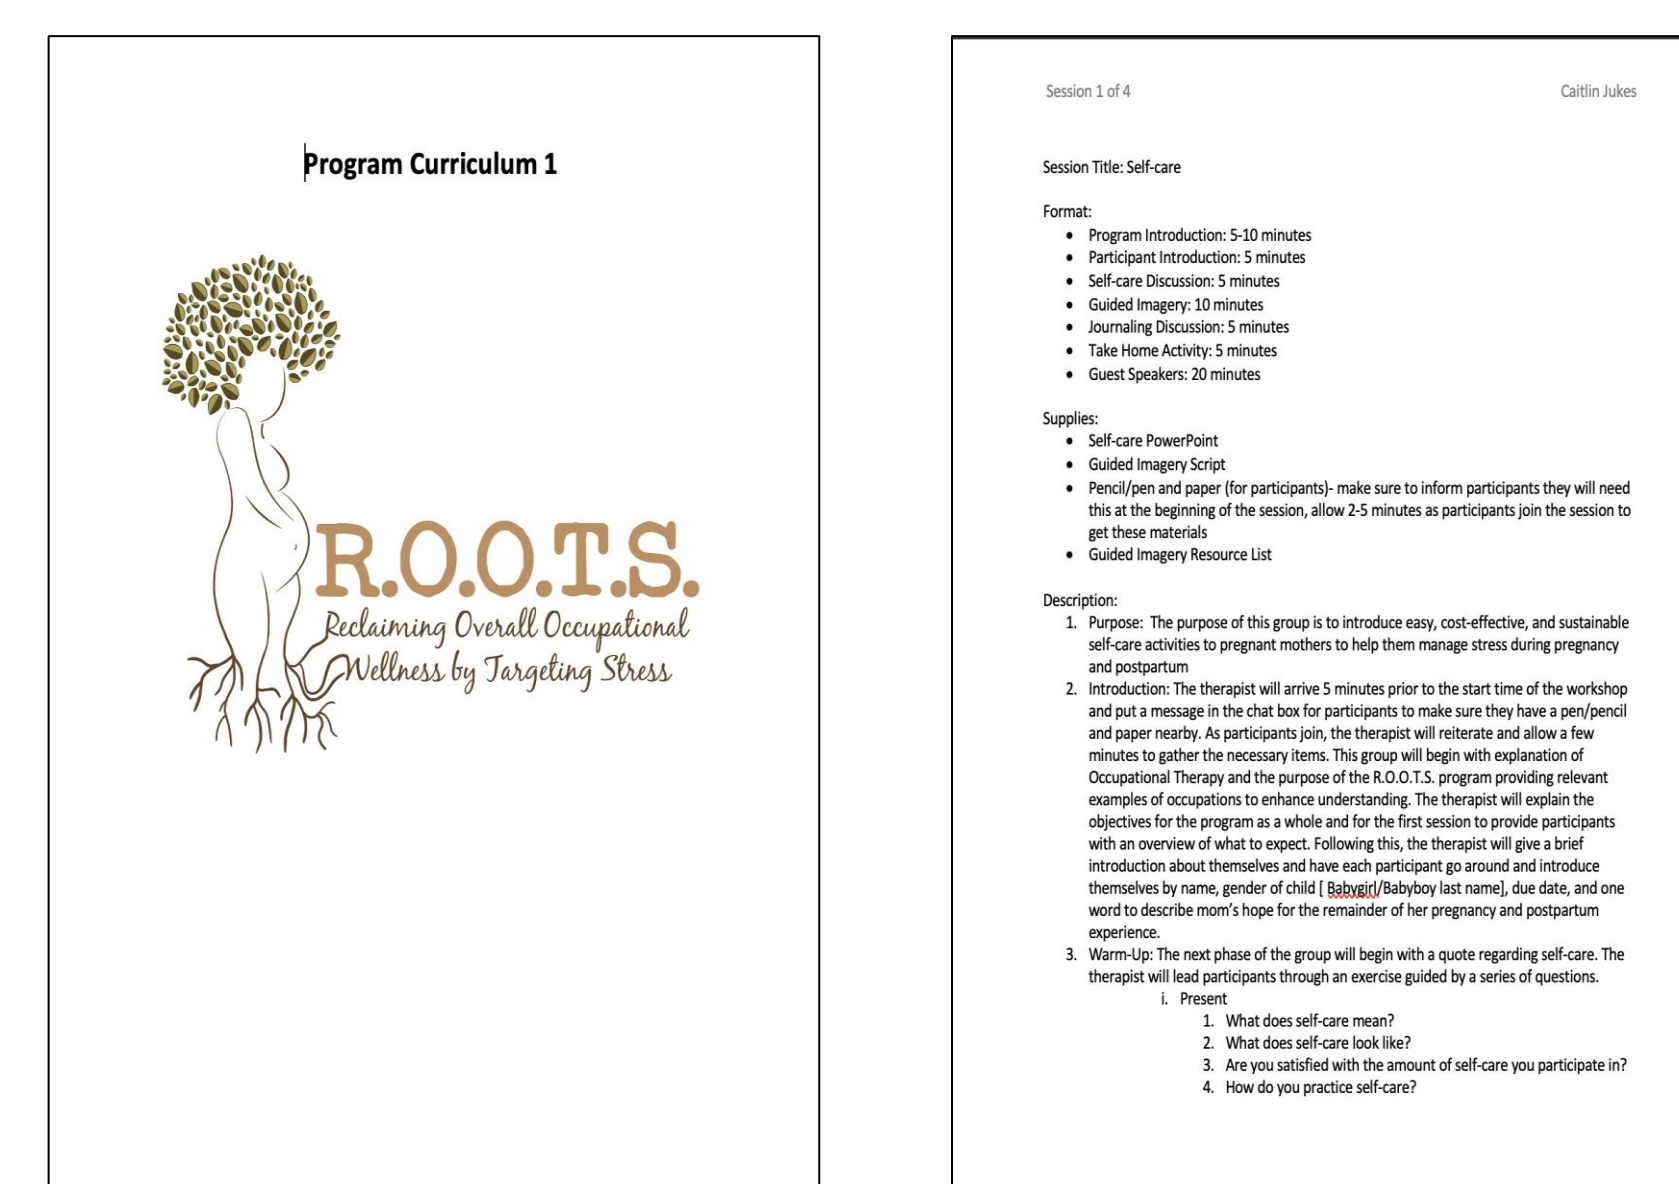 Program Curriculum 1
R.O.O.T.S.
Reclaiming Overall Occupational
Wellness by Targeting Stress
Session 1 of 4
Caitlin Jukes
Session Title: Self-care
Format:
• Program Introduction: 5-10 minutes
• Participant Introduction: 5 minutes
• Self-care Discussion: 5 minutes
• Guided Imagery: 10 minutes
• Journaling Discussion: 5 minutes
• Take Home Activity: 5 minutes
• Guest Speakers: 20 minutes
Supplies:
• Self-care PowerPoint
• Guided Imagery Script
• Pencil/pen and paper (for participants)- make sure to inform participants they will need
this at the beginning of the session, allow 2-5 minutes as participants join the session to
get these materials
• Guided Imagery Resource List
Description:
1. Purpose: The purpose of this group is to introduce easy, cost-effective, and sustainable
self-care activities to pregnant mothers to help them manage stress during pregnancy
and postpartum
2. Introduction: The therapist will arrive 5 minutes prior to the start time of the workshop
and put a message in the chat box for participants to make sure they have a pen/pencil
and paper nearby. As participants join, the therapist will reiterate and allow a few
minutes to gather the necessary items. This group will begin with explanation of
Occupational Therapy and the purpose of the R.O.O.T.S. program providing relevant
examples of occupations to enhance understanding. The therapist will explain the
objectives for the program as a whole and for the first session to provide participants
with an overview of what to expect. Following this, the therapist will give a brief
introduction about themselves and have each participant go around and introduce
themselves by name, gender of child [ Babygirl/Babyboy last name], due date, and one
word to describe mom's hope for the remainder of her pregnancy and postpartum
experience.
3. Warm-Up: The next phase of the group will begin with a quote regarding self-care. The
therapist will lead participants through an exercise guided by a series of questions.
i. Present
1. What does self-care mean?
2. What does self-care look like?
3. Are you satisfied with the amount of self-care you participate in?
4. How do you practice self-care?